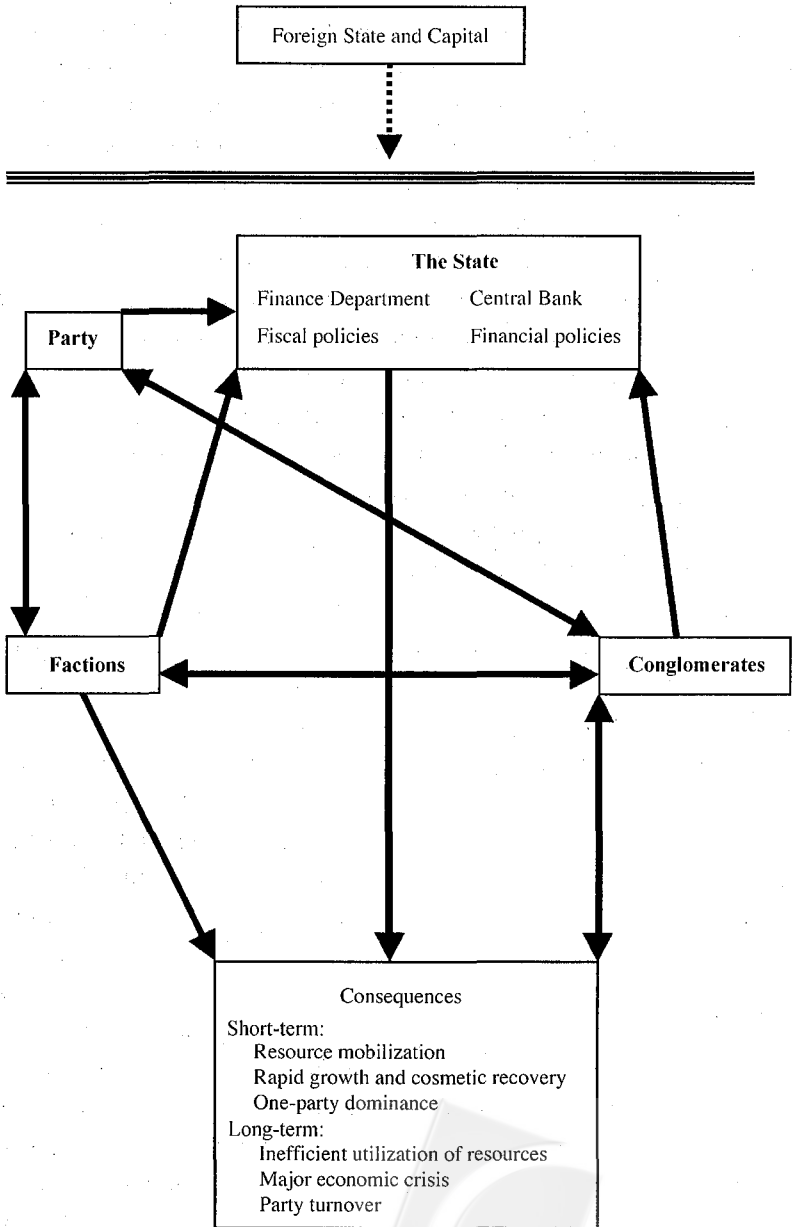 Foreign State and Capital
The State
Finance Department Central Bank
Fiscal policies Financial policies
Party
Factions
Conglomerates
Consequences
Short-term:
Resource mobilization
Rapid growth and cosmetic recovery
One-party dominance
Long-term:
Inefficient utilization of resources
Major economic crisis
Party turnover